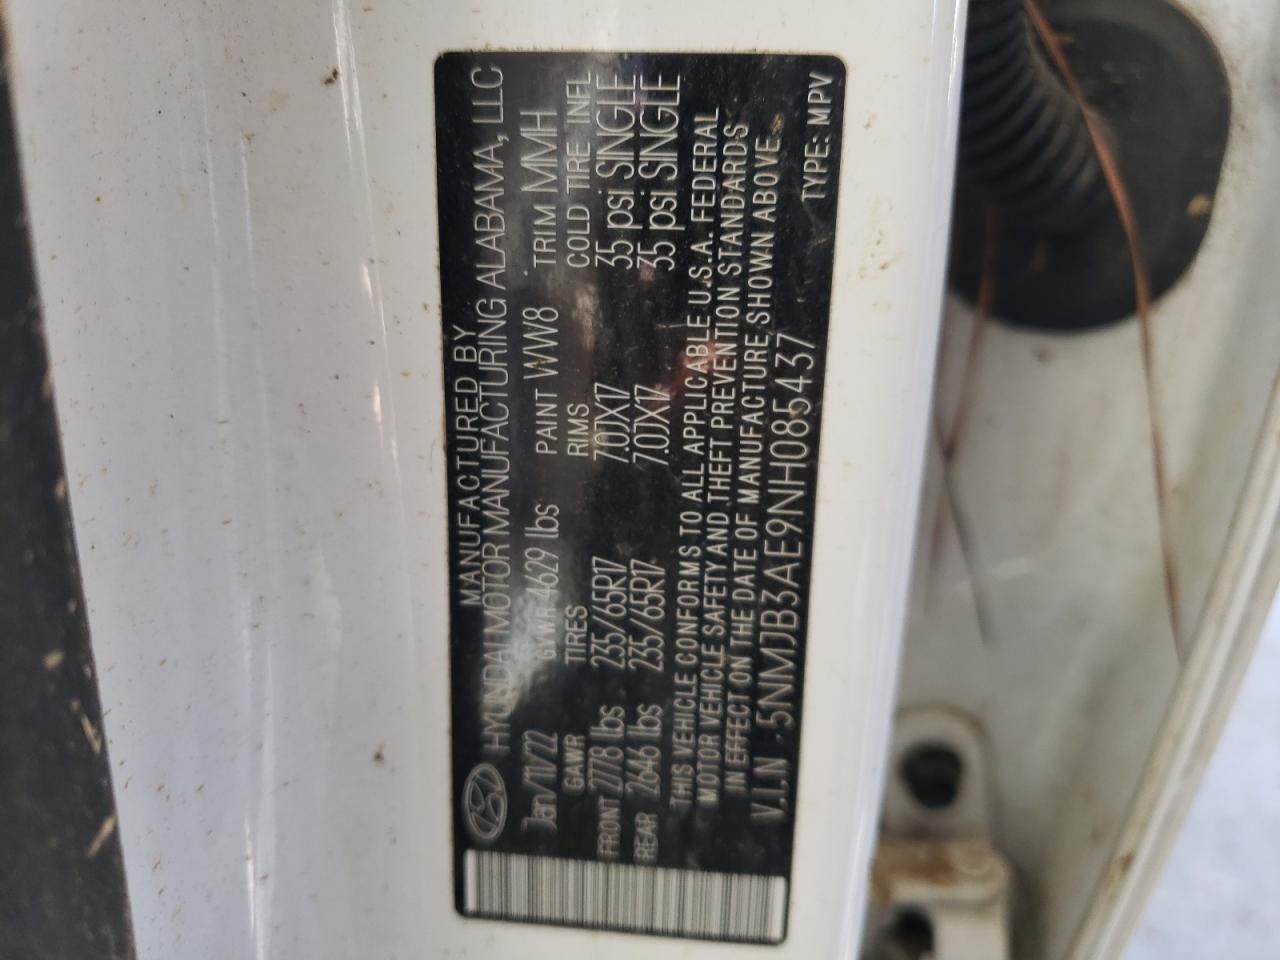 MANUFACTURED BY
HYUNDAI MOTOR MANUFACTURING ALABAMA, LLC
Jan/11/22 GVWR 4629 lbs PAINT WW8 TRIM MMH
GAWR TIRES RIMS COLD TIRE INFL
FRONT 2778 lbs 235/65R17 7.0JX17 35 psi SINGLE
REAR 2646 lbs 235/65R17 7.0JX17 35 psi SINGLE
THIS VEHICLE CONFORMS TO ALL APPLICABLE U.S.A. FEDERAL
MOTOR VEHICLE SAFETY AND THEFT PREVENTION STANDARDS
IN EFFECT ON THE DATE OF MANUFACTURE SHOWN ABOVE.
V.I.N 5NMJB3AE9NH085437 TYPE: MPV